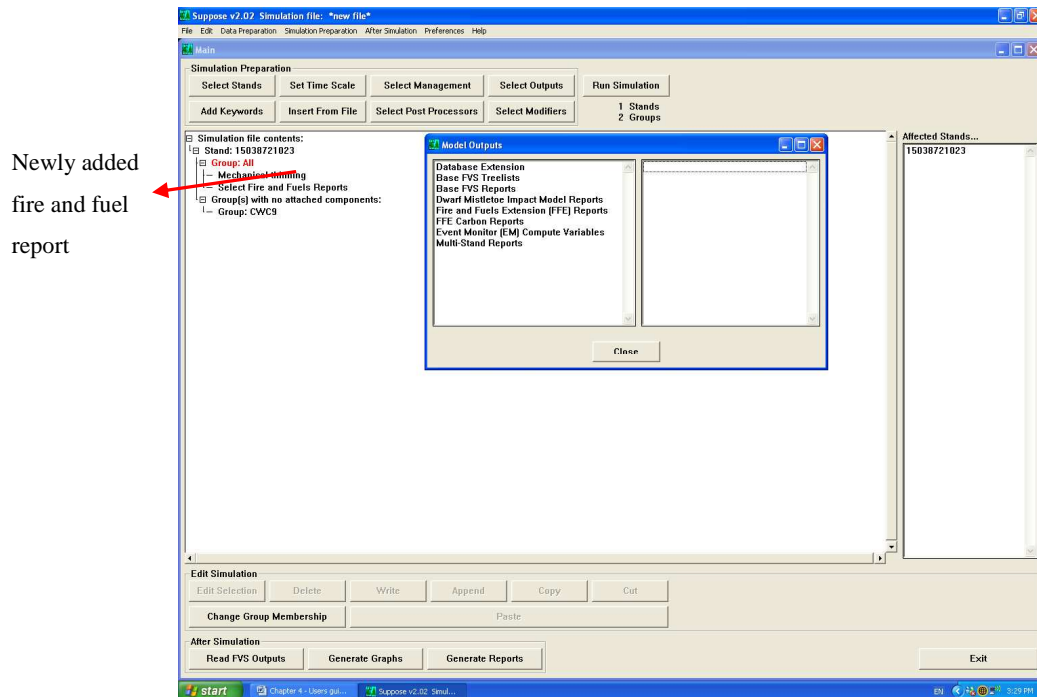 Suppose v2.02 Simulation file: *new file*
File Edit Data Preparation Simulation Preparation After Simulation Preferences Help
Main
Simulation Preparation
Select Stands Set Time Scale Select Management Select Outputs Run Simulation
Add Keywords Insert From File Select Post Processors Select Modifiers
1 Stands
2 Groups
Simulation file contents:
Stand: 15038721023
Group: All
Mechanical thinning
Select Fire and Fuels Reports
Group(s) with no attached components:
Group: CWC9
Newly added
fire and fuel
report
Model Outputs
Database Extension
Base FVS Treelists
Base FVS Reports
Dwarf Mistletoe Impact Model Reports
Fire and Fuels Extension (FFE) Reports
FFE Carbon Reports
Event Monitor (EM) Compute Variables
Multi-Stand Reports
Close
Affected Stands...
15038721023
Edit Simulation
Edit Selection Delete Write Append Copy Cut
Change Group Membership Paste
After Simulation
Read FVS Outputs Generate Graphs Generate Reports Exit
start Chapter 4 - Users gui... Suppose v2.02 Simul... EN 3:29 PM